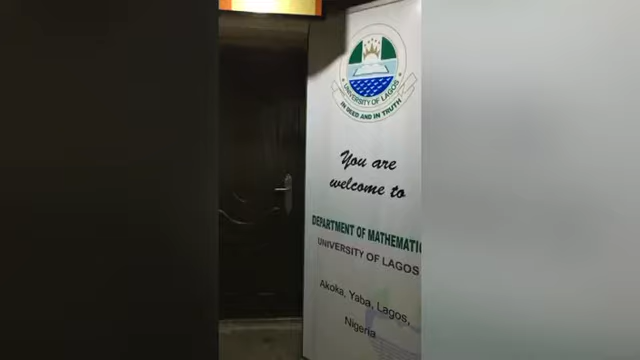 UNIVERSITY OF LAGOS
IN DEED AND IN TRUTH
You are
welcome to
DEPARTMENT OF MATHEMATIC
UNIVERSITY OF LAGOS
Akoka, Yaba, Lagos,
Nigeria